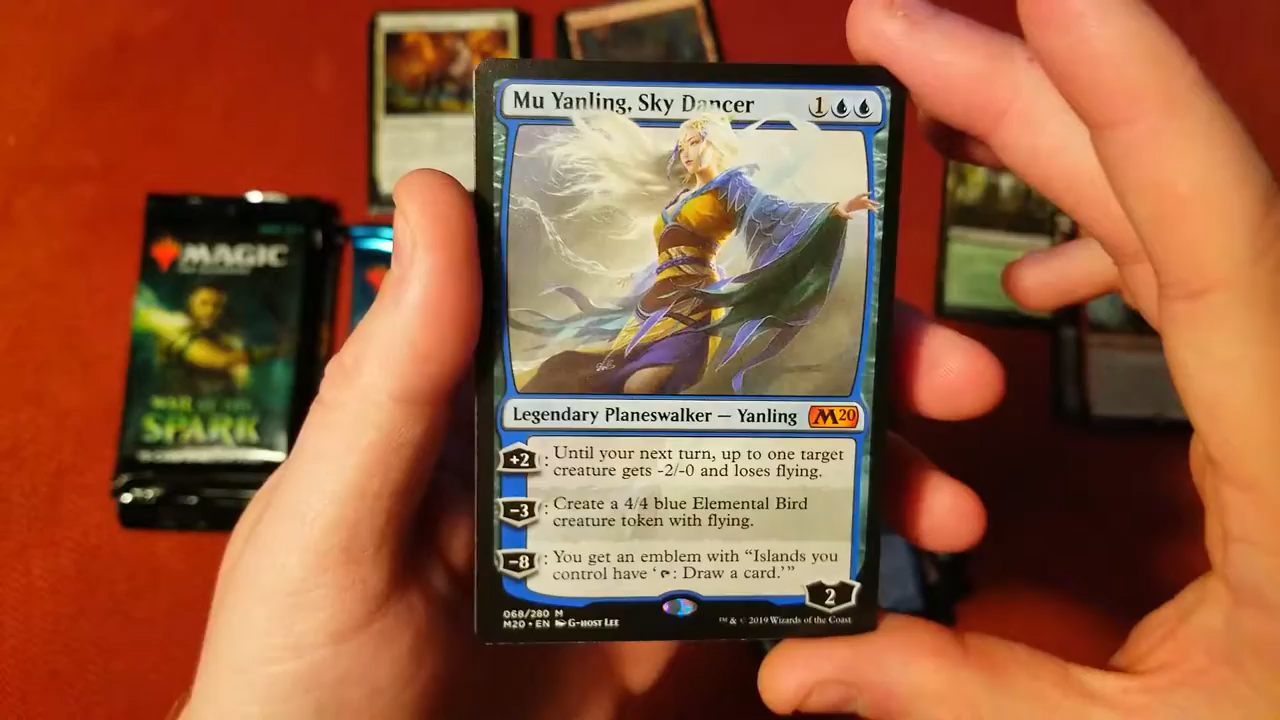 Mu Yanling, Sky Dancer 1
Legendary Planeswalker — Yanling M20
+2 : Until your next turn, up to one target
creature gets -2/-0 and loses flying.
−3 : Create a 4/4 blue Elemental Bird
creature token with flying.
−8 : You get an emblem with “Islands you
control have ‘: Draw a card.’”
2
068/280 M
M20 • EN G-HOST LEE
™ & © 2019 Wizards of the Coast
MAGIC
WAR OF THE
SPARK